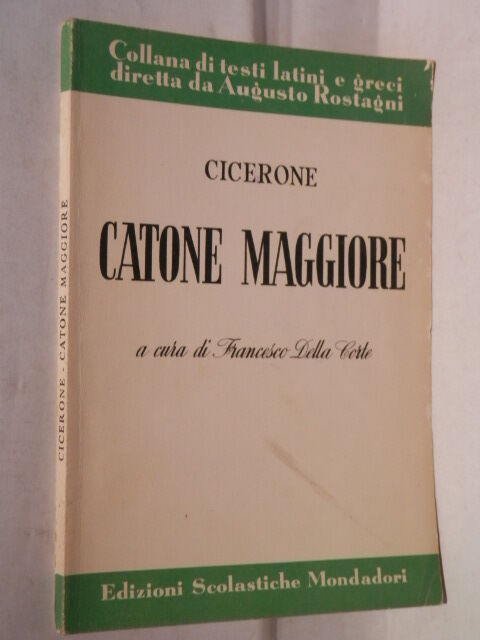 Collana di testi latini e greci
diretta da Augusto Rostagni
CICERONE
CATONE MAGGIORE
a cura di Francesco Della Corte
Edizioni Scolastiche Mondadori
CICERONE - CATONE MAGGIORE